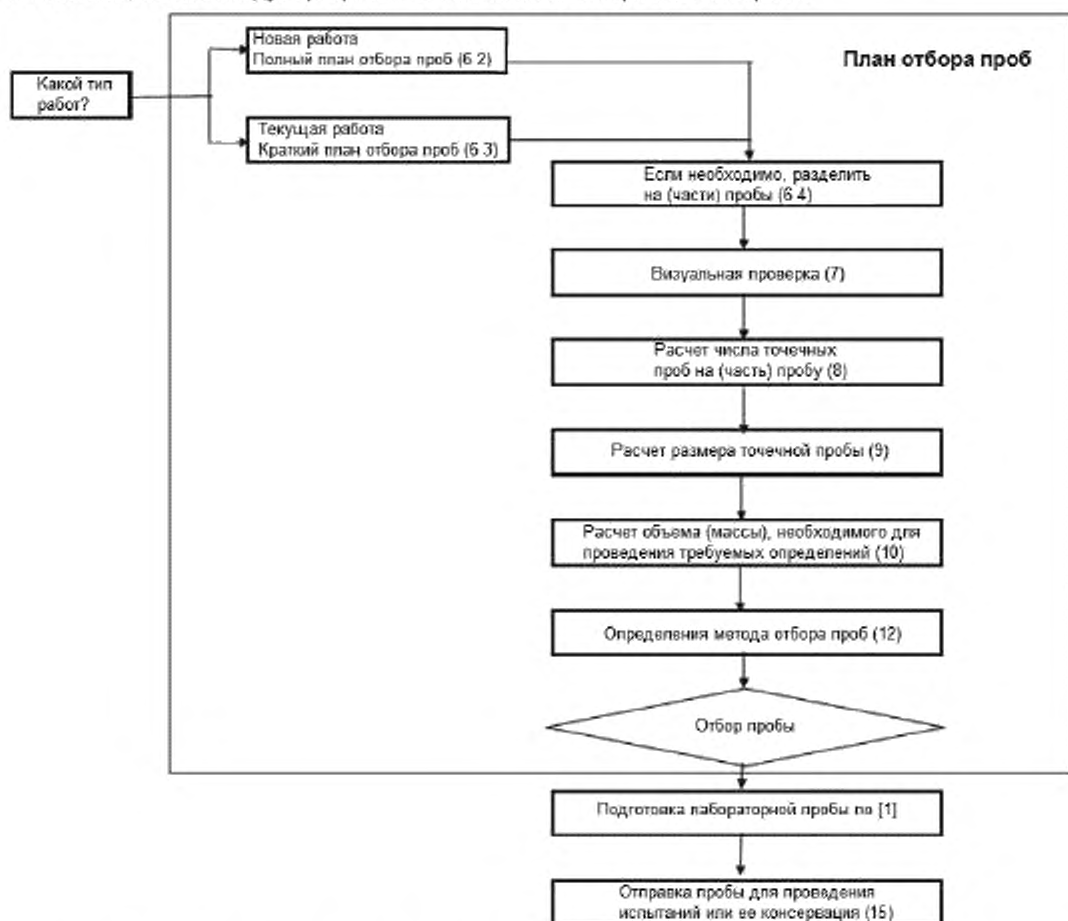 Новая работа
Полный план отбора проб (6 2)
План отбора проб
Какой тип
работ?
Текущая работа
Краткий план отбора проб (6 3)
Если необходимо, разделить
на (части) пробы (6 4)
Визуальная проверка (7)
Расчет числа точечных
проб на (часть) пробу (8)
Расчет размера точечной пробы (9)
Расчет объема (массы), необходимого для
проведения требуемых определений (10)
Определения метода отбора проб (12)
Отбор пробы
Подготовка лабораторной пробы по [1]
Отправка пробы для проведения
испытаний или ее консервация (15)